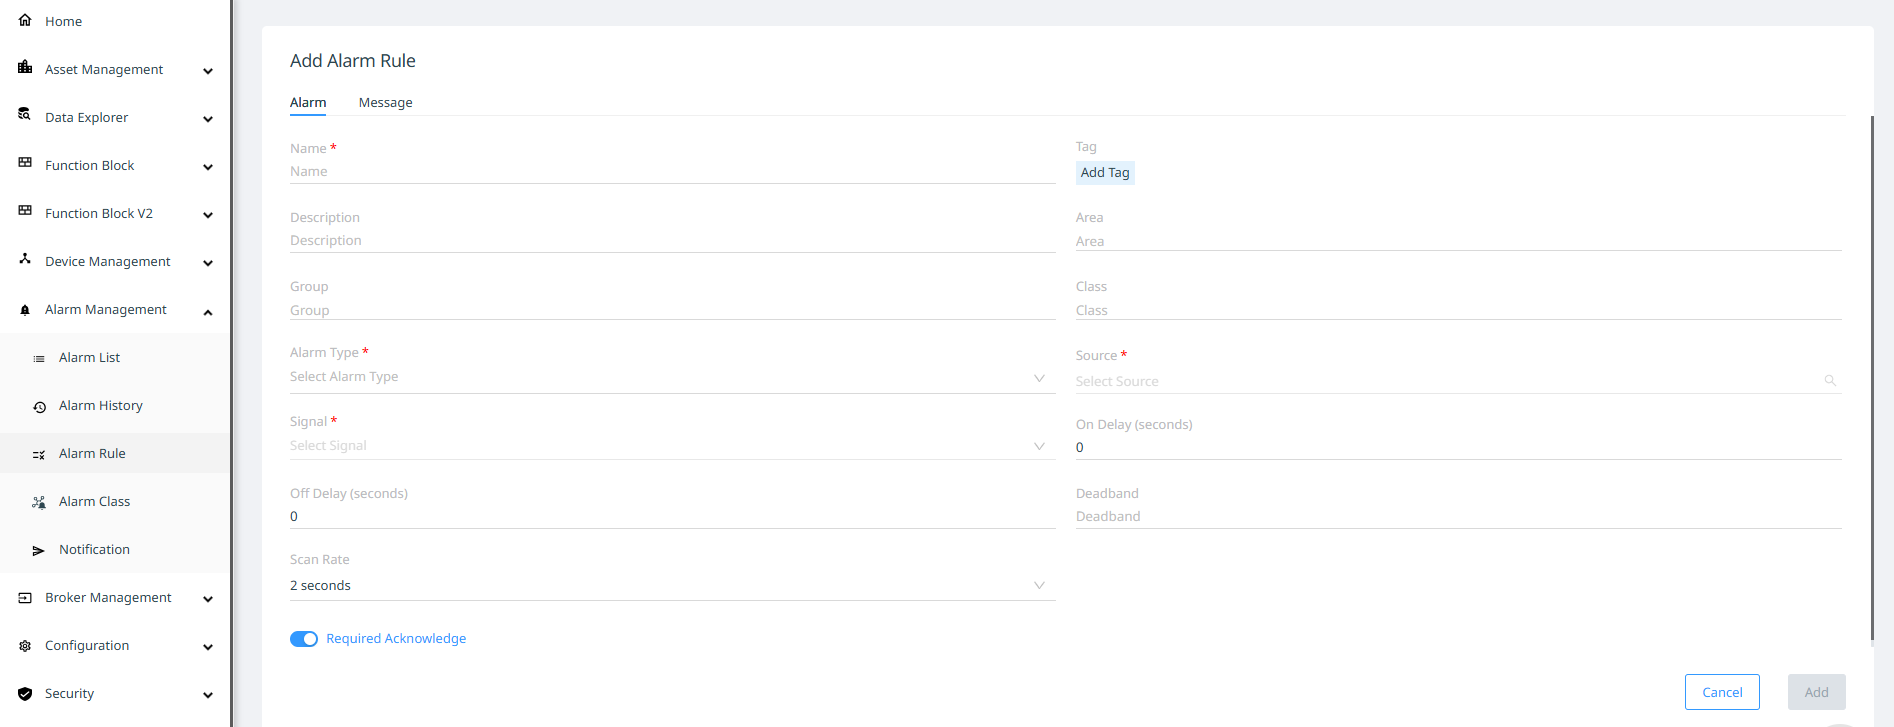 Home
Asset Management
Data Explorer
Function Block
Function Block V2
Device Management
Alarm Management
Alarm List
Alarm History
Alarm Rule
Alarm Class
Notification
Broker Management
Configuration
Security
Add Alarm Rule
Alarm Message
Name *
Name
Tag
Add Tag
Description
Description
Area
Area
Group
Group
Class
Class
Alarm Type *
Select Alarm Type
Source *
Select Source
Signal *
Select Signal
On Delay (seconds)
0
Off Delay (seconds)
0
Deadband
Deadband
Scan Rate
2 seconds
Required Acknowledge
Cancel Add